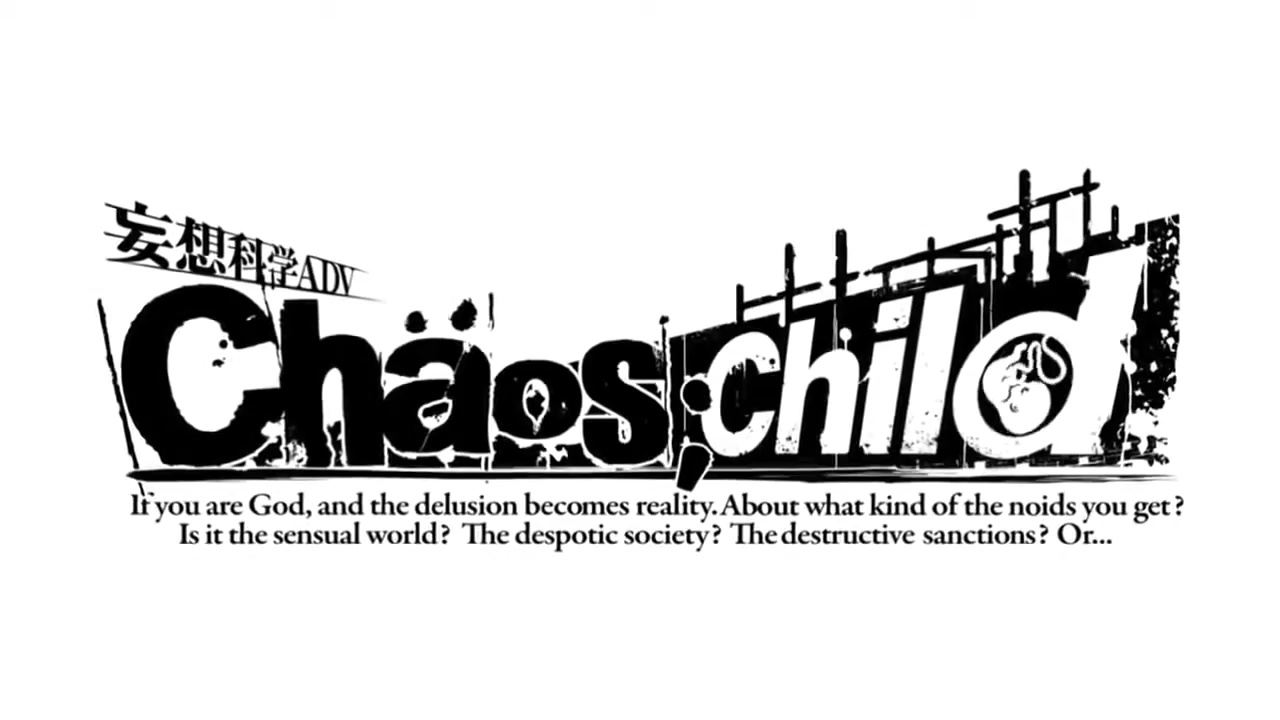 妄想科学ADV
Chäos;child
If you are God, and the delusion becomes reality. About what kind of the noids you get?
Is it the sensual world? The despotic society? The destructive sanctions? Or...